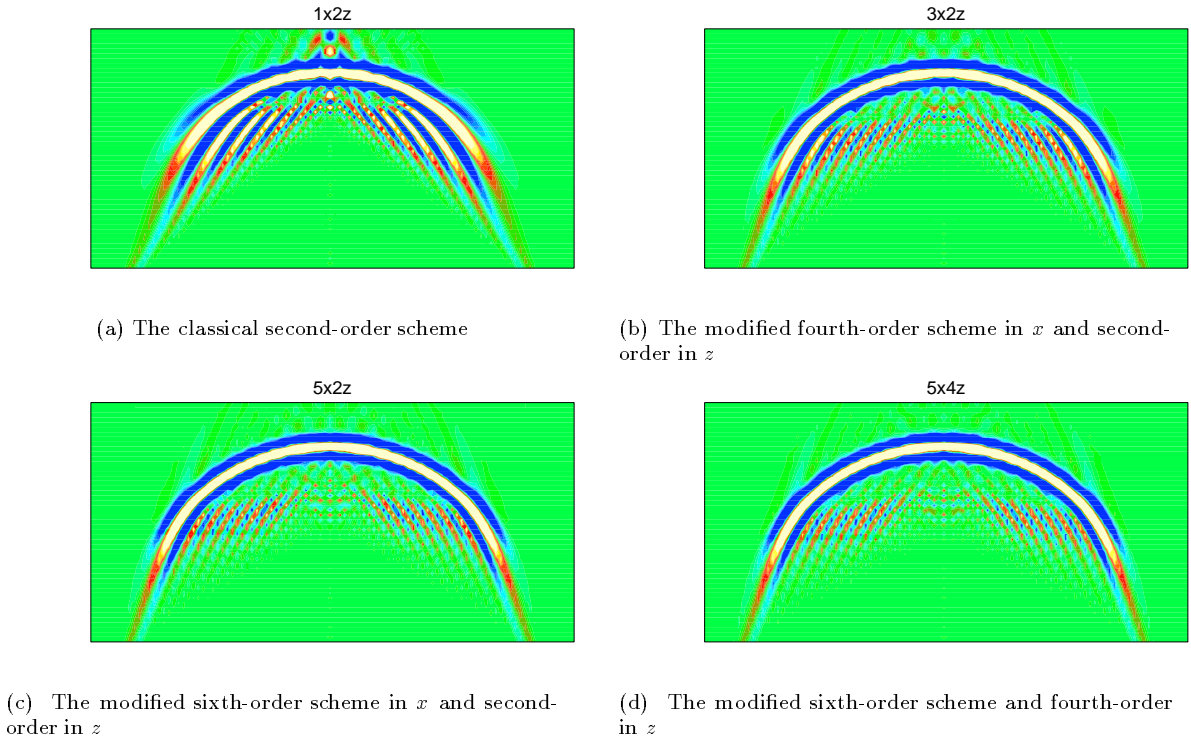 1x2z
3x2z
(a) The classical second-order scheme
(b) The modified fourth-order scheme in x and second-
order in z
5x2z
5x4z
(c) The modified sixth-order scheme in x and second-
order in z
(d) The modified sixth-order scheme and fourth-order
in z